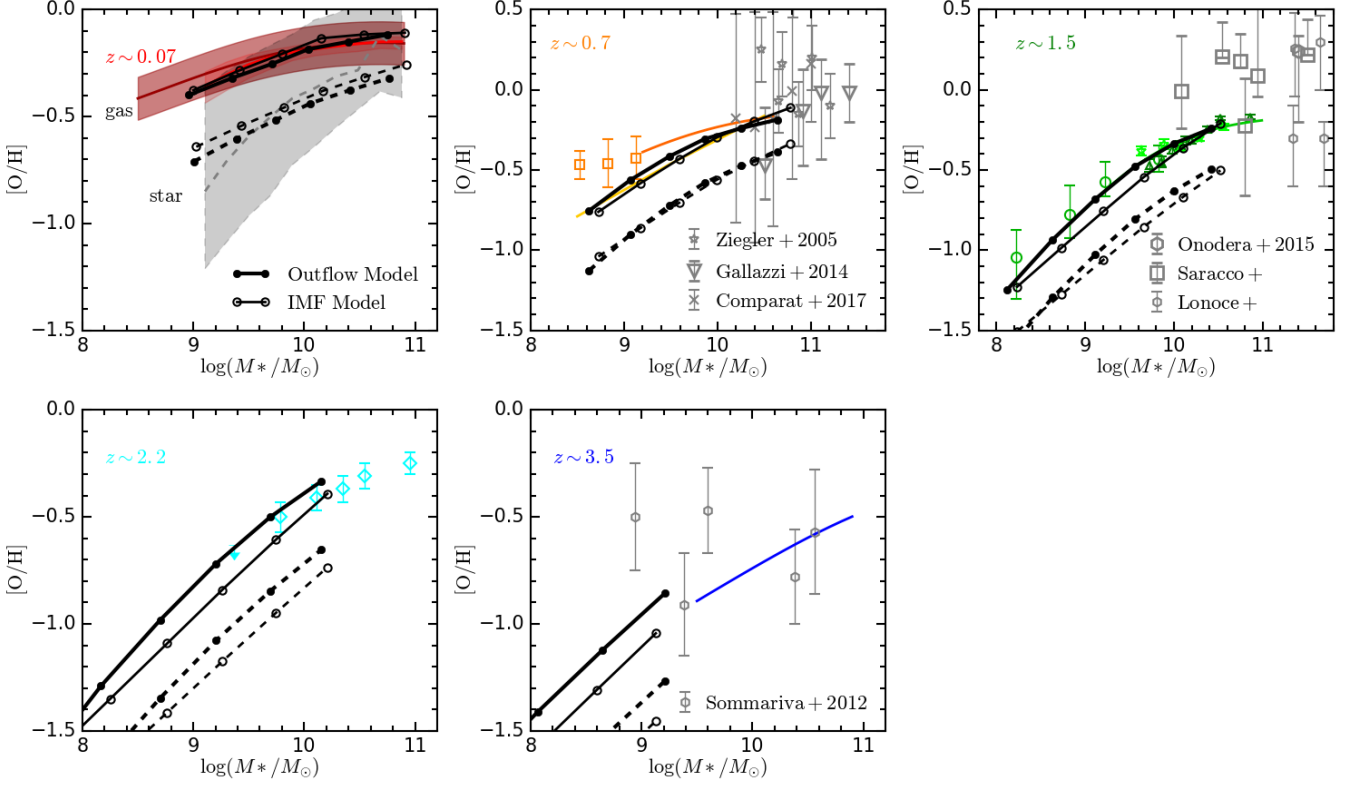 0.0
−0.5
−1.0
−1.5
[O/H]
z∼0.07
gas
star
Outflow Model
IMF Model
8
9
10
11
log(M∗/M⊙)
0.5
0.0
−0.5
−1.0
−1.5
[O/H]
z∼0.7
Ziegler+2005
Gallazzi+2014
Comparat+2017
8
9
10
11
log(M∗/M⊙)
0.5
0.0
−0.5
−1.0
−1.5
[O/H]
z∼1.5
Onodera+2015
Saracco+
Lonoce+
8
9
10
11
log(M∗/M⊙)
0.0
−0.5
−1.0
−1.5
[O/H]
z∼2.2
8
9
10
11
log(M∗/M⊙)
0.0
−0.5
−1.0
−1.5
[O/H]
z∼3.5
Sommariva+2012
8
9
10
11
log(M∗/M⊙)